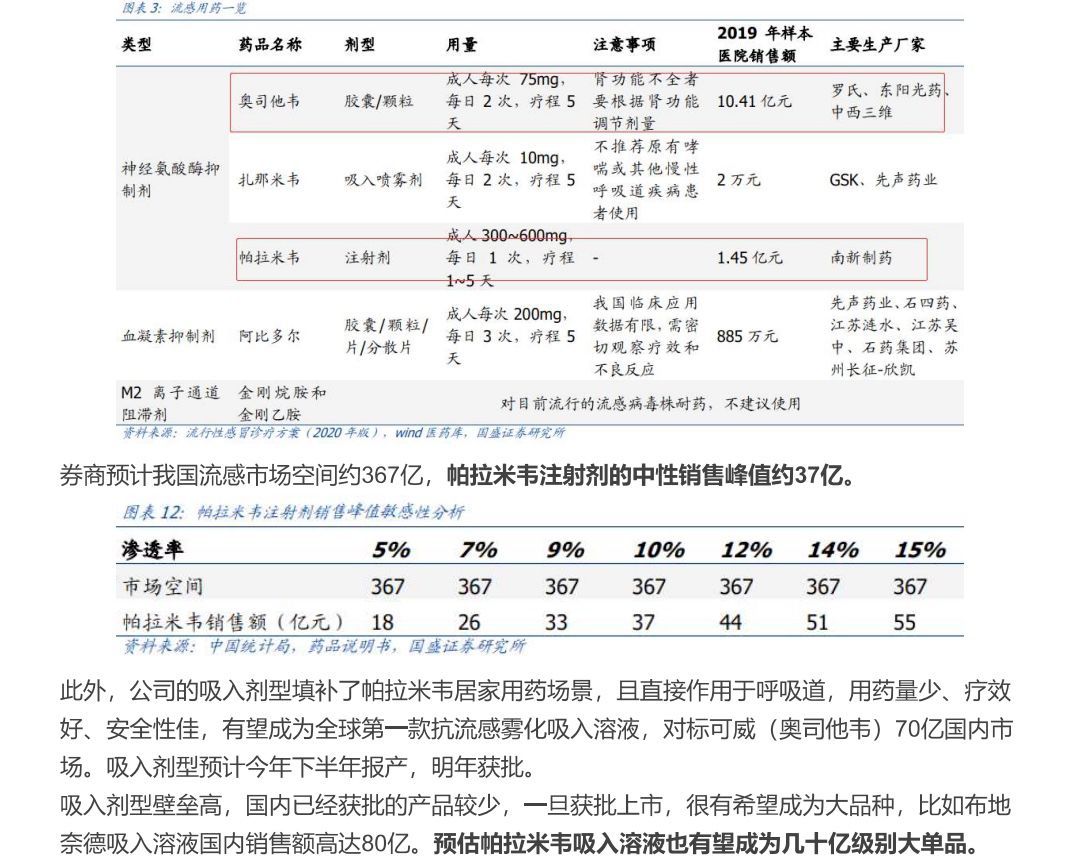 图表 3：流感用药一览
类型 药品名称 剂型 用量 注意事项 2019 年样本 医院销售额 主要生产厂家
神经氨酸酶抑
制剂
奥司他韦 胶囊/颗粒
成人每次 75mg，
每日 2 次，疗程 5
天
肾功能不全者
要根据肾功能
调节剂量
10.41 亿元
罗氏、东阳光药、
中西三维
扎那米韦 吸入喷雾剂
成人每次 10mg，
每日 2 次，疗程 5
天
不推荐原有哮
喘或其他慢性
呼吸道疾病患
者使用
2 万元
GSK、先声药业
帕拉米韦 注射剂
成人 300~600mg，
每日 1 次，疗程
1~5 天
-
1.45 亿元
南新制药
血凝素抑制剂 阿比多尔
胶囊/颗粒/
片/分散片
成人每次 200mg，
每日 3 次，疗程 5
天
我国临床应用
数据有限，需密
切观察疗效和
不良反应
885 万元
先声药业、石四药、
江苏涟水、江苏吴
中、石药集团、苏
州长征-欣凯
M2 离子通道
阻滞剂
金刚烷胺和
金刚乙胺
对目前流行的流感病毒株耐药，不建议使用
资料来源：流行性感冒诊疗方案（2020 年版），wind 医药库，国盛证券研究所
券商预计我国流感市场空间约367亿，帕拉米韦注射剂的中性销售峰值约37亿。
图表 12：帕拉米韦注射剂销售峰值敏感性分析
渗透率 5% 7% 9% 10% 12% 14% 15%
市场空间 367 367 367 367 367 367 367
帕拉米韦销售额（亿元） 18 26 33 37 44 51 55
资料来源：中国统计局，药品说明书，国盛证券研究所
此外，公司的吸入剂型填补了帕拉米韦居家用药场景，且直接作用于呼吸道，用药量少、疗效
好、安全性佳，有望成为全球第一款抗流感雾化吸入溶液，对标可威（奥司他韦）70亿国内市
场。吸入剂型预计今年下半年报产，明年获批。
吸入剂型壁垒高，国内已经获批的产品较少，一旦获批上市，很有希望成为大品种，比如布地
奈德吸入溶液国内销售额高达80亿。预估帕拉米韦吸入溶液也有望成为几十亿级别大单品。